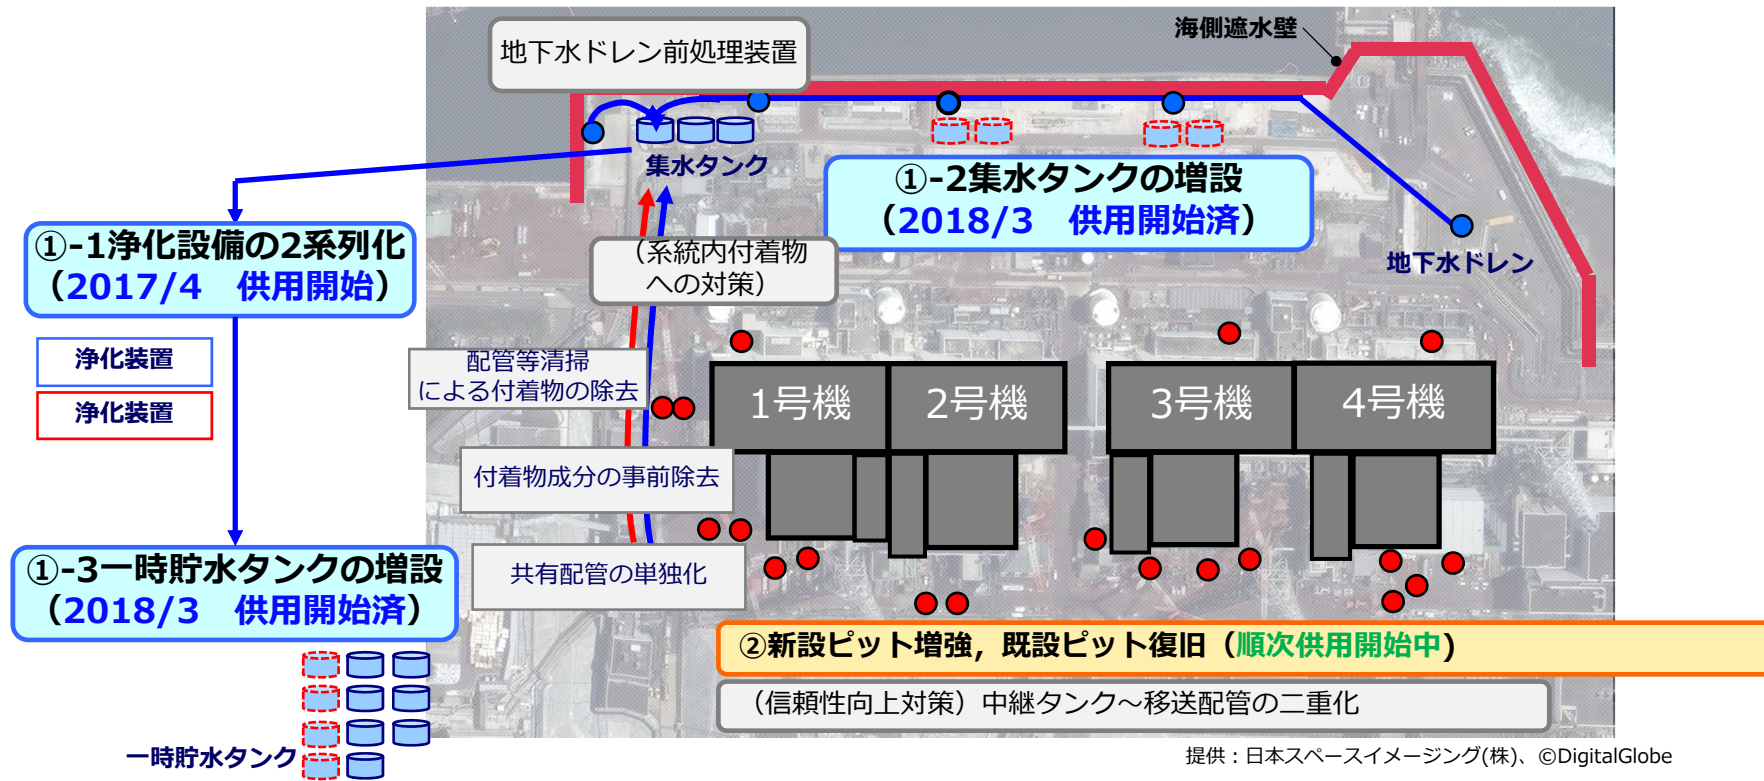 地下水ドレン前処理装置
海側遮水壁
集水タンク
①-2集水タンクの増設
（2018/3　供用開始済）
①-1浄化設備の2系列化
（2017/4　供用開始）
（系統内付着物
への対策）
地下水ドレン
浄化装置
浄化装置
配管等清掃
による付着物の除去
1号機
2号機
3号機
4号機
付着物成分の事前除去
共有配管の単独化
①-3一時貯水タンクの増設
（2018/3　供用開始済）
②新設ピット増強，既設ピット復旧（順次供用開始中)
（信頼性向上対策）中継タンク～移送配管の二重化
一時貯水タンク
提供：日本スペースイメージング(株)、©DigitalGlobe